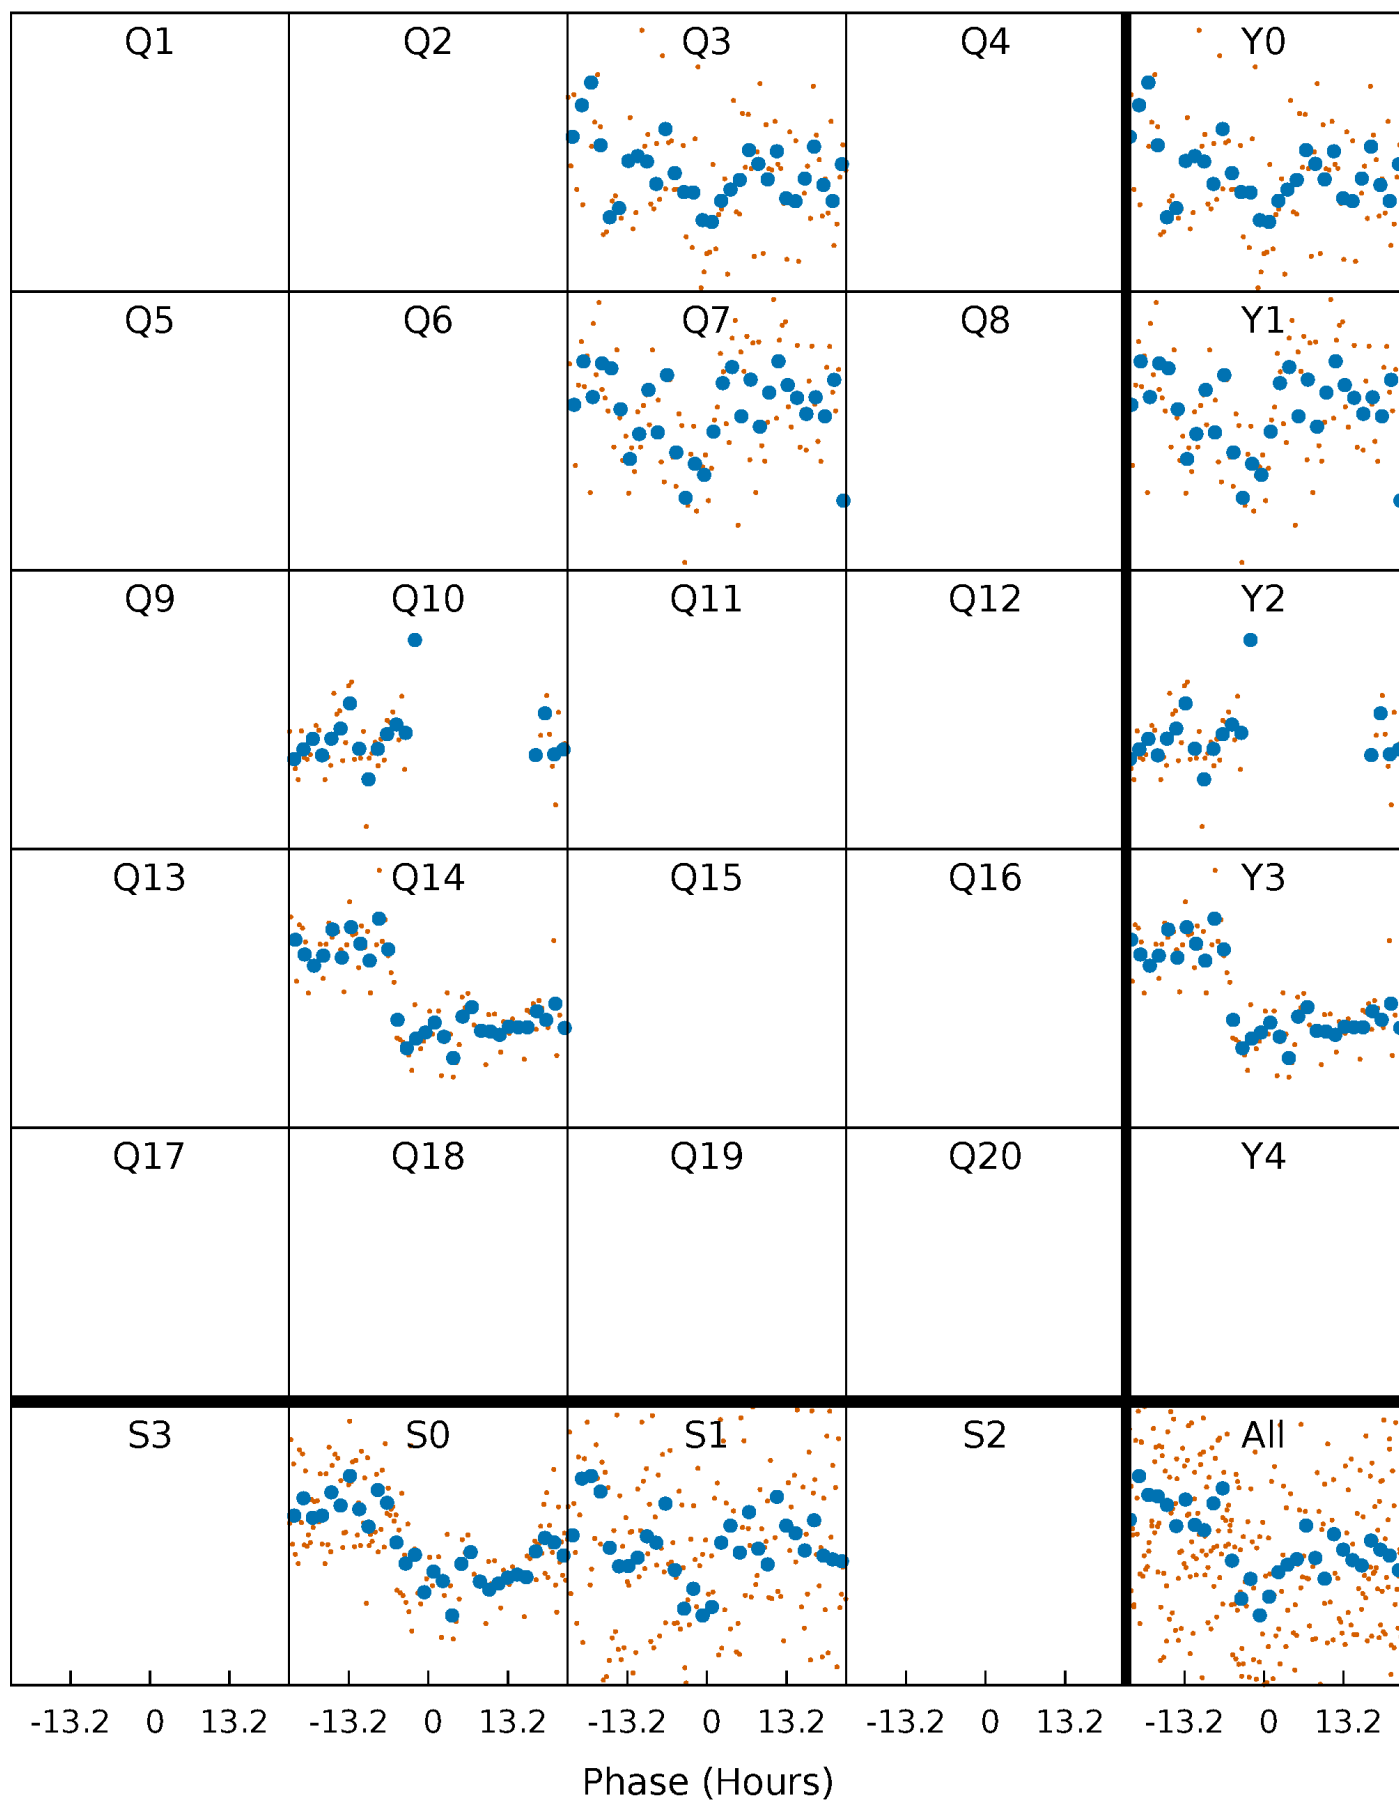 Q1 Q2 Q3 Q4 Y0
Q5 Q6 Q7 Q8 Y1
Q9 Q10 Q11 Q12 Y2
Q13 Q14 Q15 Q16 Y3
Q17 Q18 Q19 Q20 Y4
S3 S0 S1 S2 All
-13.2 0 13.2 -13.2 0 13.2 -13.2 0 13.2 -13.2 0 13.2 -13.2 0 13.2
Phase (Hours)